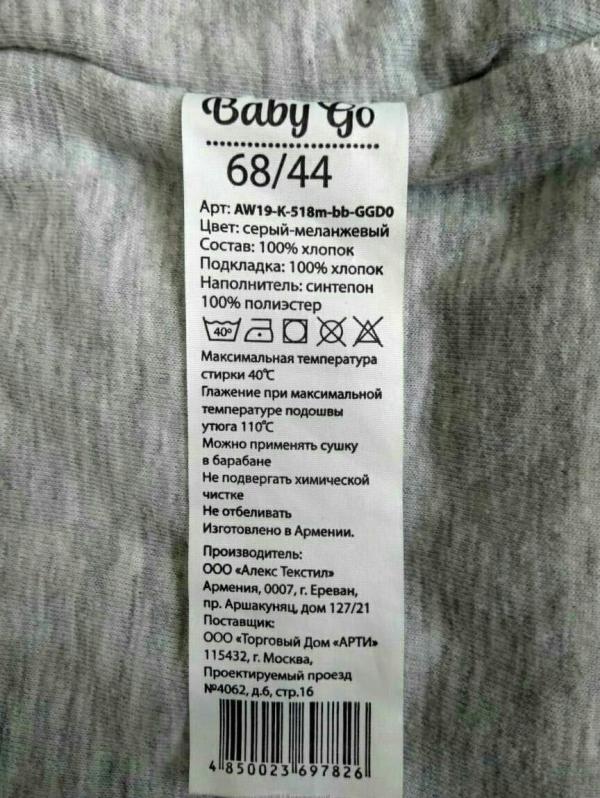 Baby Go
68/44
Арт: AW19-K-518m-bb-GGD0
Цвет: серый-меланжевый
Состав: 100% хлопок
Подкладка: 100% хлопок
Наполнитель: синтепон
100% полиэстер
40°
Максимальная температура
стирки 40°C
Глажение при максимальной
температуре подошвы
утюга 110°C
Можно применять сушку
в барабане
Не подвергать химической
чистке
Не отбеливать
Изготовлено в Армении.
Производитель:
ООО «Алекс Текстил»
Армения, 0007, г. Ереван,
пр. Аршакуняц, дом 127/21
Поставщик:
ООО «Торговый Дом «АРТИ»
115432, г. Москва,
Проектируемый проезд
№4062, д.6, стр.16
4 850023 697826